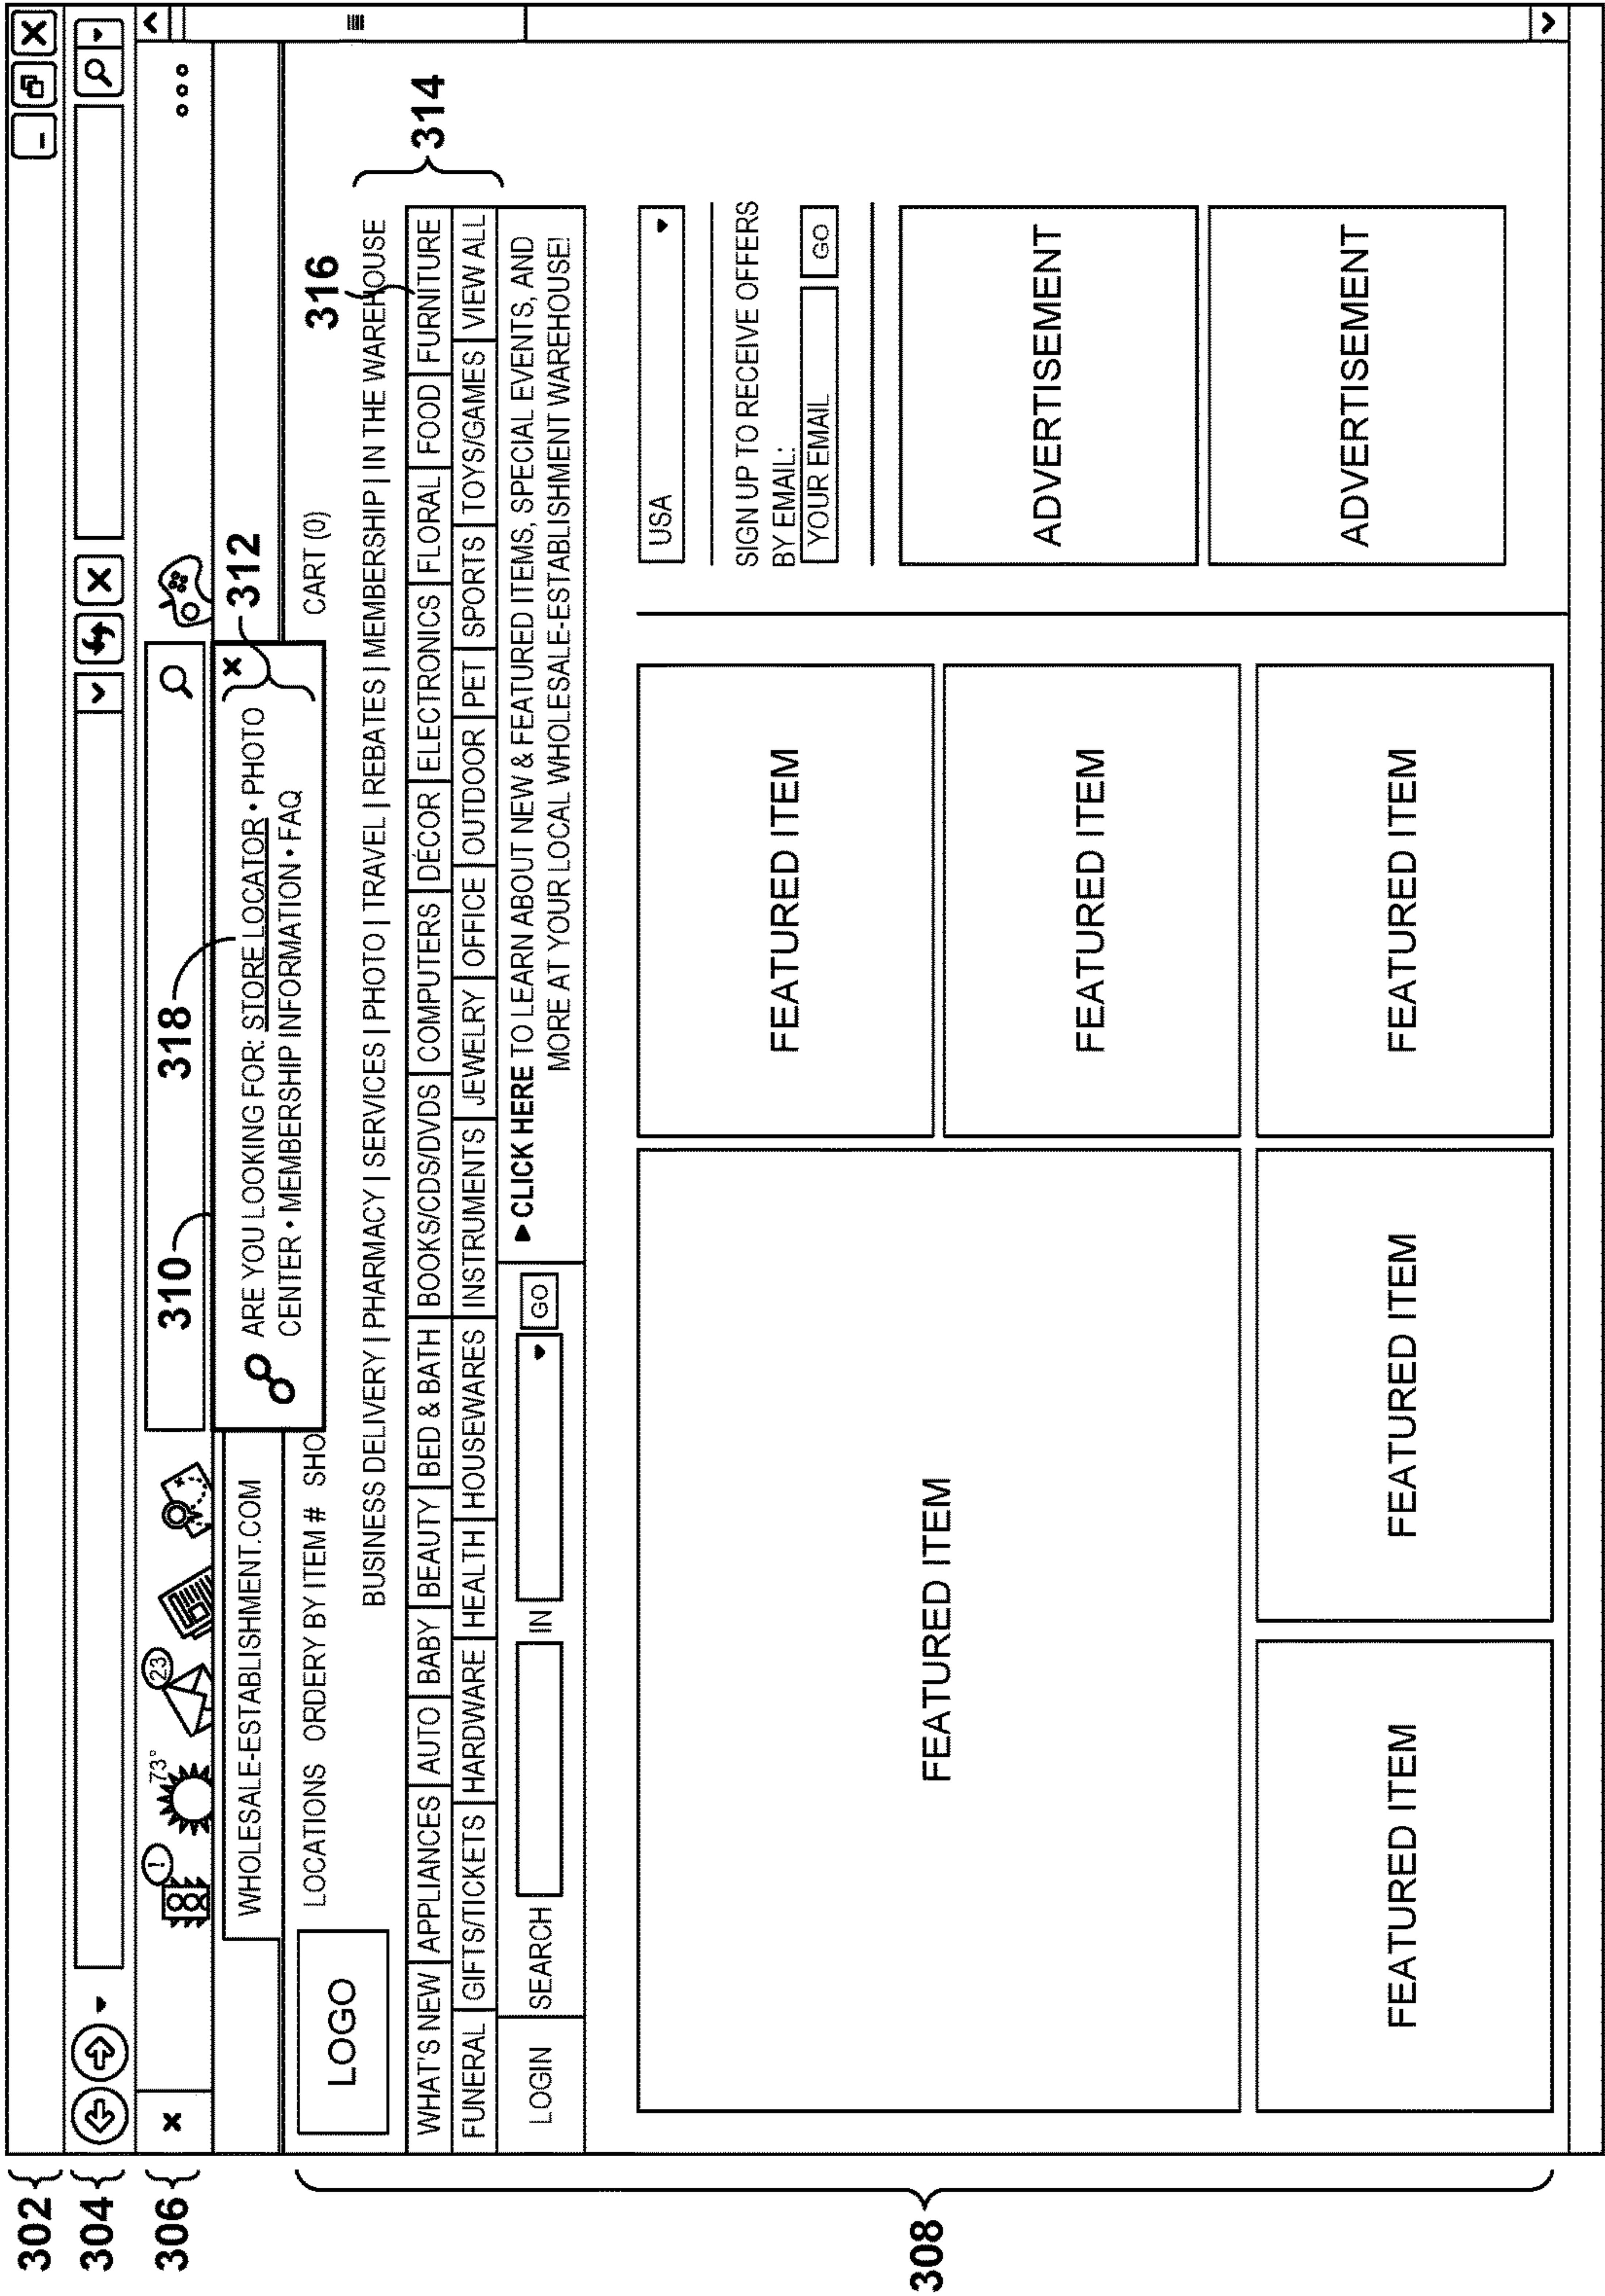 302
304
306
73°
!
23
310
318
312
WHOLESALE-ESTABLISHMENT.COM
ARE YOU LOOKING FOR: STORE LOCATOR • PHOTO
CENTER • MEMBERSHIP INFORMATION • FAQ
308
LOGO
LOCATIONS ORDERY BY ITEM # SHO
CART (0)
316
314
BUSINESS DELIVERY | PHARMACY | SERVICES | PHOTO | TRAVEL | REBATES | MEMBERSHIP | IN THE WAREHOUSE
WHAT'S NEW APPLIANCES AUTO BABY BEAUTY BED & BATH BOOKS/CDS/DVDS COMPUTERS DÉCOR ELECTRONICS FLORAL FOOD FURNITURE
FUNERAL GIFTS/TICKETS HARDWARE HEALTH HOUSEWARES INSTRUMENTS JEWELRY OFFICE OUTDOOR PET SPORTS TOYS/GAMES VIEW ALL
LOGIN SEARCH IN GO
CLICK HERE TO LEARN ABOUT NEW & FEATURED ITEMS, SPECIAL EVENTS, AND
MORE AT YOUR LOCAL WHOLESALE-ESTABLISHMENT WAREHOUSE!
FEATURED ITEM
FEATURED ITEM
FEATURED ITEM
FEATURED ITEM
FEATURED ITEM
FEATURED ITEM
USA
SIGN UP TO RECEIVE OFFERS
BY EMAIL:
YOUR EMAIL GO
ADVERTISEMENT
ADVERTISEMENT